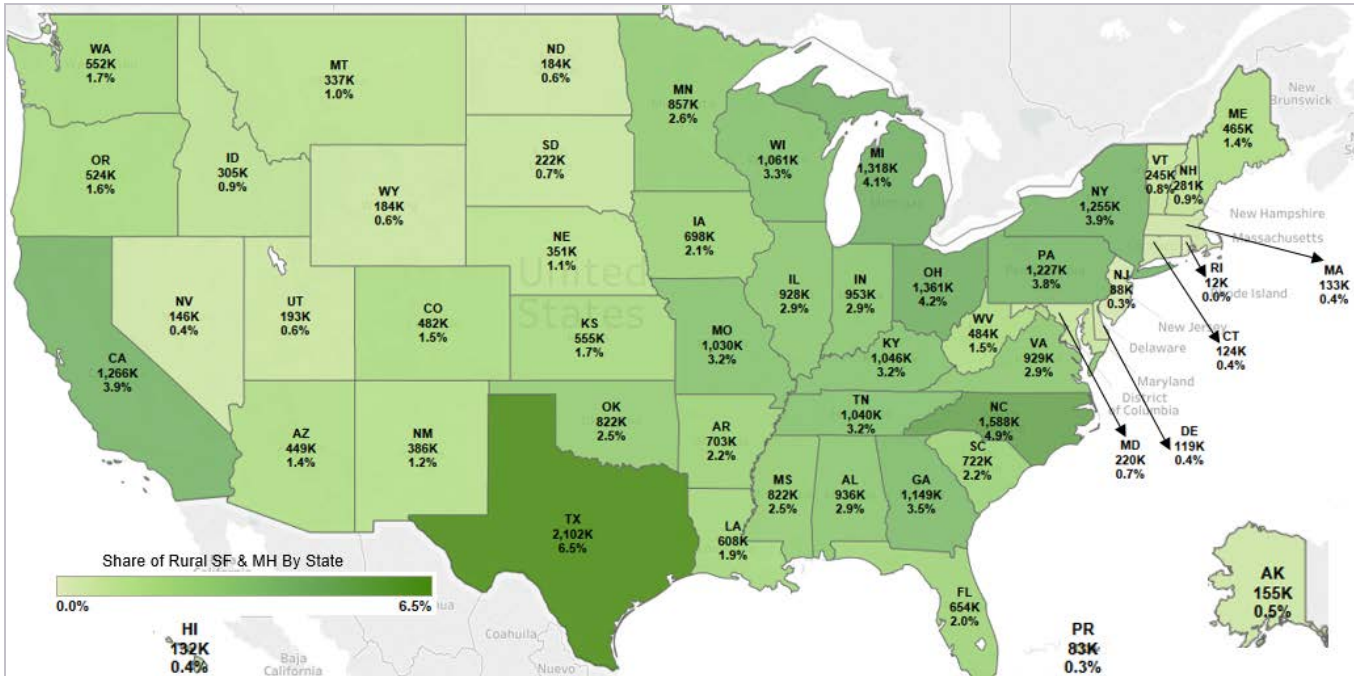 WA
552K
1.7%
MT
337K
1.0%
ND
184K
0.6%
MN
857K
2.6%
OR
524K
1.6%
ID
305K
0.9%
WY
184K
0.6%
SD
222K
0.7%
WI
1,061K
3.3%
MI
1,318K
4.1%
NY
1,255K
3.9%
VT
245K
0.8%
NH
281K
0.9%
ME
465K
1.4%
New
Brunswick
New Hampshire
Massachusetts
MA
133K
0.4%
RI
12K
0.0%
Rhode Island
CT
124K
0.4%
NJ
88K
0.3%
New Jersey
Delaware
Maryland
District
of Columbia
DE
119K
0.4%
MD
220K
0.7%
CA
1,266K
3.9%
NV
146K
0.4%
UT
193K
0.6%
CO
482K
1.5%
NE
351K
1.1%
KS
555K
1.7%
United
States
IA
698K
2.1%
MO
1,030K
3.2%
IL
928K
2.9%
IN
953K
2.9%
OH
1,361K
4.2%
PA
1,227K
3.8%
WV
484K
1.5%
VA
929K
2.9%
KY
1,046K
3.2%
TN
1,040K
3.2%
NC
1,588K
4.9%
SC
722K
2.2%
AZ
449K
1.4%
NM
386K
1.2%
OK
822K
2.5%
AR
703K
2.2%
TX
2,102K
6.5%
LA
608K
1.9%
MS
822K
2.5%
AL
936K
2.9%
GA
1,149K
3.5%
FL
654K
2.0%
Share of Rural SF & MH By State
0.0% 6.5%
HI
132K
0.4%
Baja
California
Coahuila
Nuevo
PR
83K
0.3%
AK
155K
0.5%